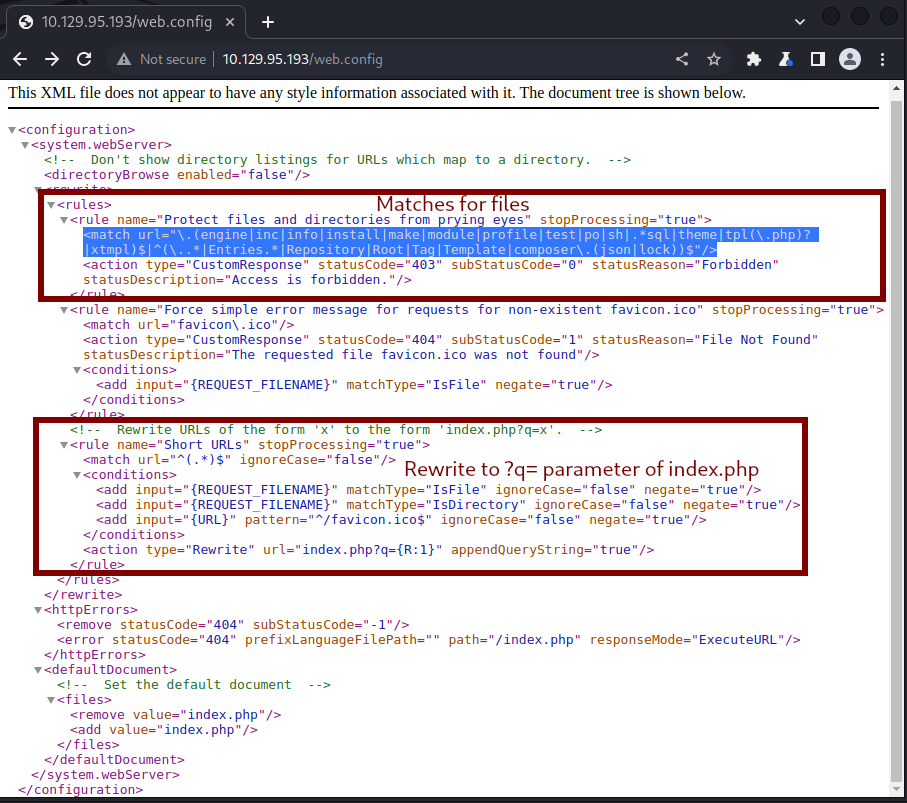 10.129.95.193/web.config
Not secure 10.129.95.193/web.config
This XML file does not appear to have any style information associated with it. The document tree is shown below.
<configuration>
<system.webServer>
<!-- Don't show directory listings for URLs which map to a directory. -->
<directoryBrowse enabled="false"/>
<rewrite>
Matches for files
<rules>
<rule name="Protect files and directories from prying eyes" stopProcessing="true">
<match url="\.(engine|inc|info|install|make|module|profile|test|po|sh|.*sql|theme|tpl(\.php)?
|xtmpl)$|^(\..*|Entries.*|Repository|Root|Tag|Template|composer\.(json|lock))$"/>
<action type="CustomResponse" statusCode="403" subStatusCode="0" statusReason="Forbidden"
statusDescription="Access is forbidden."/>
</rule>
<rule name="Force simple error message for requests for non-existent favicon.ico" stopProcessing="true">
<match url="favicon\.ico"/>
<action type="CustomResponse" statusCode="404" subStatusCode="1" statusReason="File Not Found"
statusDescription="The requested file favicon.ico was not found"/>
<conditions>
<add input="{REQUEST_FILENAME}" matchType="IsFile" negate="true"/>
</conditions>
</rule>
<!-- Rewrite URLs of the form 'x' to the form 'index.php?q=x'. -->
<rule name="Short URLs" stopProcessing="true">
<match url="^(.*)$" ignoreCase="false"/>
Rewrite to ?q= parameter of index.php
<conditions>
<add input="{REQUEST_FILENAME}" matchType="IsFile" ignoreCase="false" negate="true"/>
<add input="{REQUEST_FILENAME}" matchType="IsDirectory" ignoreCase="false" negate="true"/>
<add input="{URL}" pattern="^/favicon.ico$" ignoreCase="false" negate="true"/>
</conditions>
<action type="Rewrite" url="index.php?q={R:1}" appendQueryString="true"/>
</rule>
</rules>
</rewrite>
<httpErrors>
<remove statusCode="404" subStatusCode="-1"/>
<error statusCode="404" prefixLanguageFilePath="" path="/index.php" responseMode="ExecuteURL"/>
</httpErrors>
<defaultDocument>
<!-- Set the default document -->
<files>
<remove value="index.php"/>
<add value="index.php"/>
</files>
</defaultDocument>
</system.webServer>
</configuration>